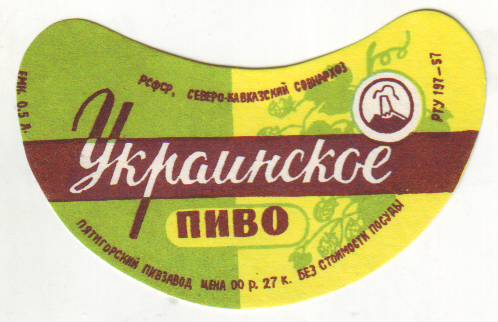 РСФСР. СЕВЕРО-КАВКАЗСКИЙ СОВНАРХОЗ
ЕМК. 0,5 Л.
РТУ 197-57
Украинское
ПИВО
ПЯТИГОРСКИЙ ПИВЗАВОД ЦЕНА 00 р. 27 к. БЕЗ СТОИМОСТИ ПОСУДЫ